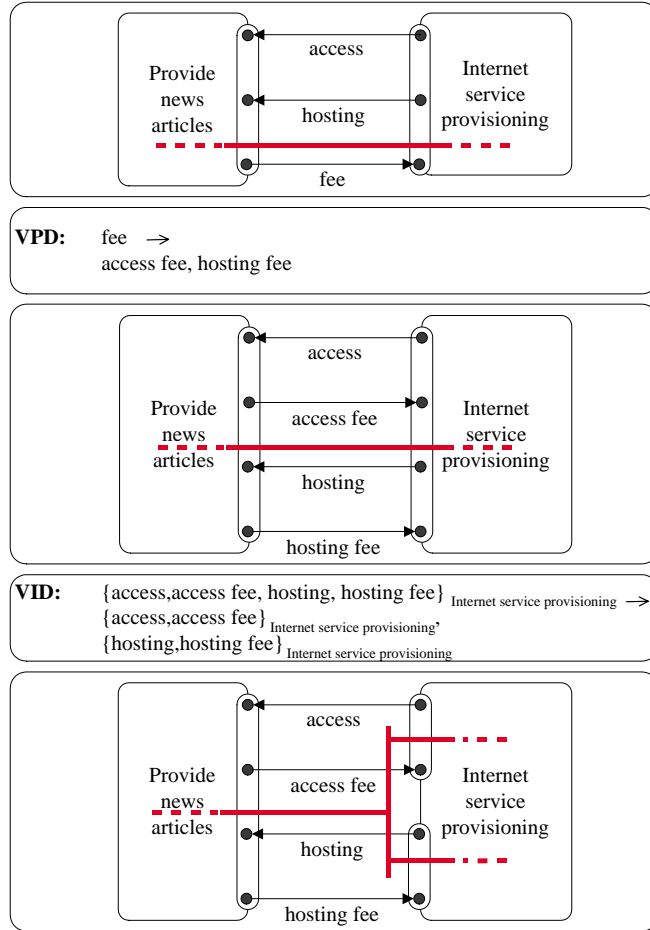 access
Provide
news
articles
Internet
service
provisioning
hosting
fee
VPD: fee →
access fee, hosting fee
access
Provide
news
articles
access fee
Internet
service
provisioning
hosting
hosting fee
VID: {access,access fee, hosting, hosting fee} Internet service provisioning →
{access,access fee} Internet service provisioning,
{hosting,hosting fee} Internet service provisioning
access
Provide
news
articles
access fee
Internet
service
provisioning
hosting
hosting fee